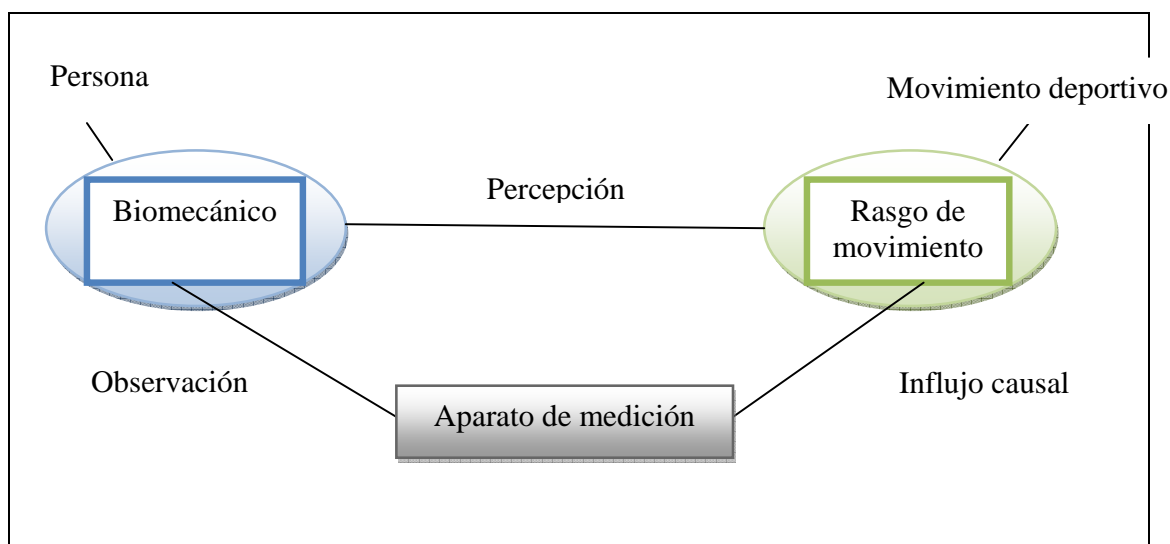 Persona
Movimiento deportivo
Percepción
Biomecánico
Rasgo de
movimiento
Observación
Influjo causal
Aparato de medición